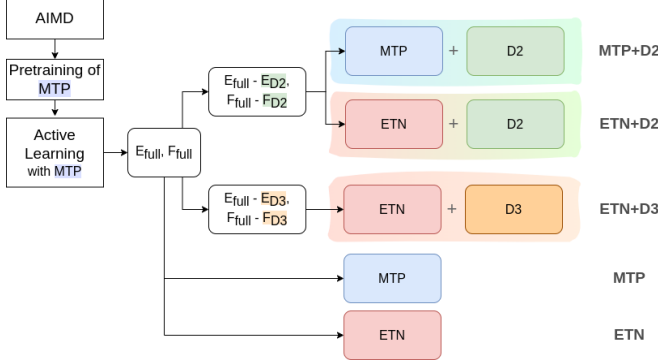 AIMD
Pretraining of
MTP
Active
Learning
with MTP
E_full, F_full
E_full - E_D2,
F_full - F_D2
MTP + D2 MTP+D2
ETN + D2 ETN+D2
E_full - E_D3,
F_full - F_D3
ETN + D3 ETN+D3
MTP MTP
ETN ETN